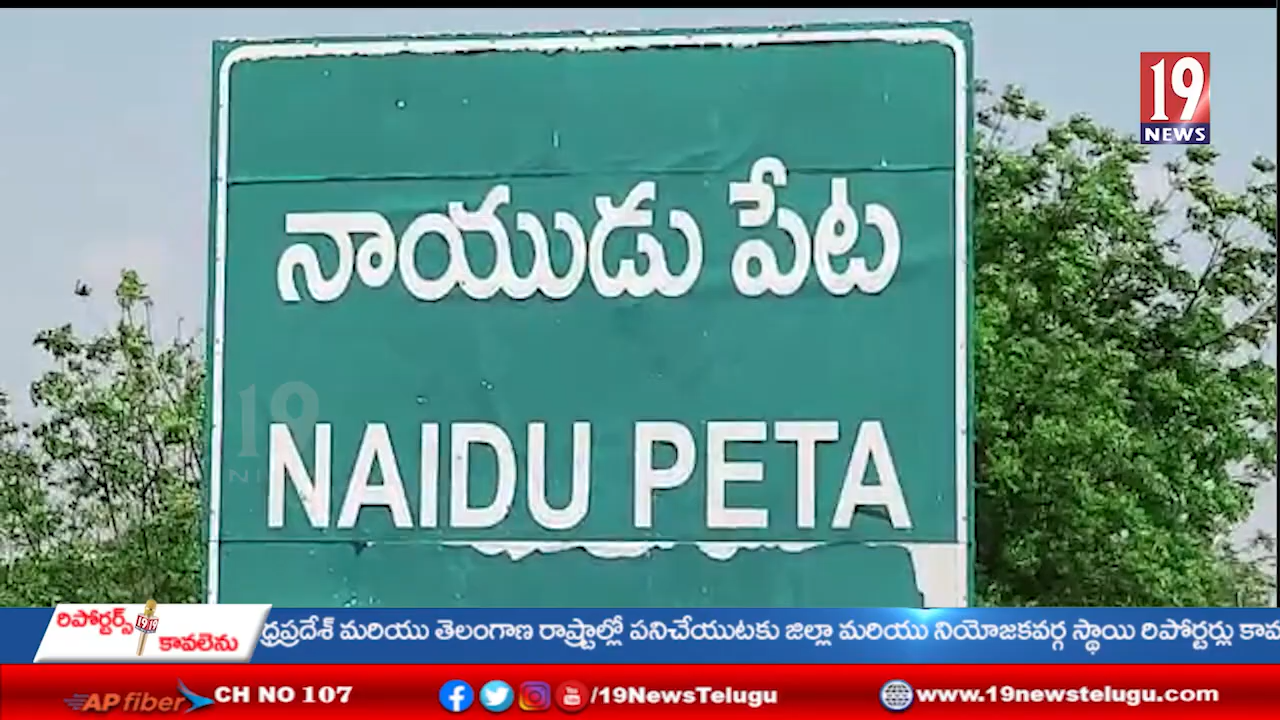 19
NEWS
నాయుడు పేట
NAIDU PETA
రిపోర్టర్స్
కావలెను
ధ్రప్రదేశ్ మరియు తెలంగాణ రాష్ట్రాల్లో పనిచేయుటకు జిల్లా మరియు నియోజకవర్గ స్థాయి రిపోర్టర్లు కావ
AP fiber CH NO 107 /19NewsTelugu www.19newstelugu.com